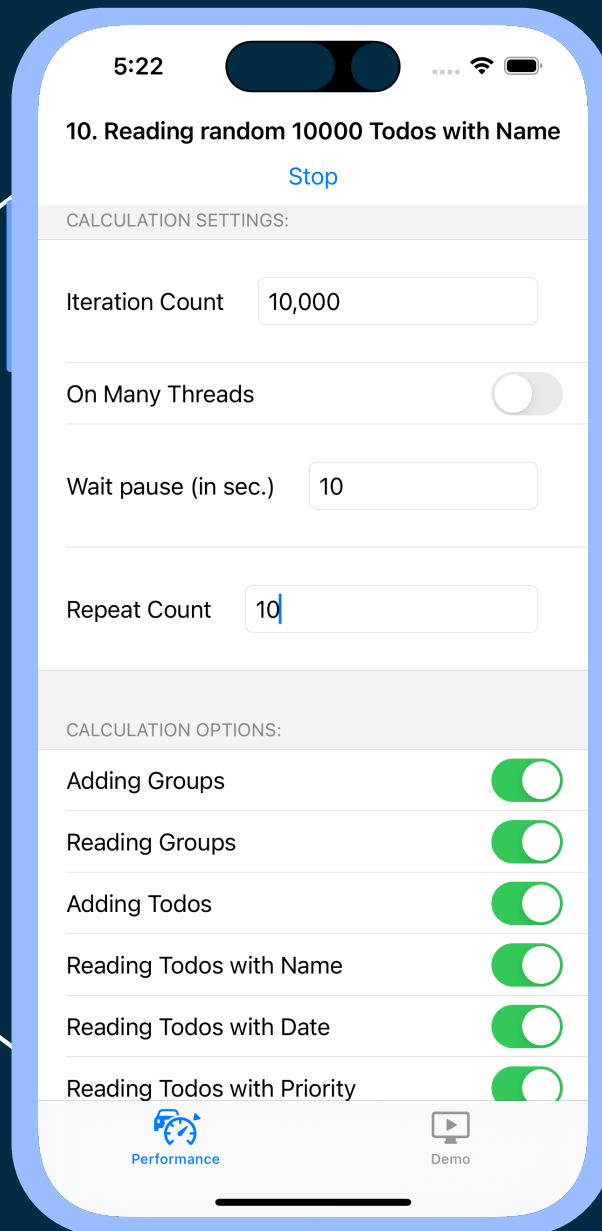 5:22
10. Reading random 10000 Todos with Name
Stop
CALCULATION SETTINGS:
Iteration Count 10,000
On Many Threads
Wait pause (in sec.) 10
Repeat Count 10
CALCULATION OPTIONS:
Adding Groups
Reading Groups
Adding Todos
Reading Todos with Name
Reading Todos with Date
Reading Todos with Priority
Performance Demo